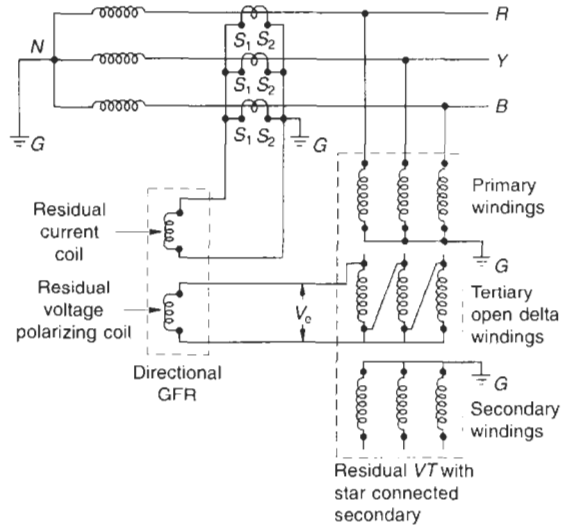 R
N
S1 S2
Y
S1 S2
B
G
S1 S2
G
Residual
current
coil
Primary
windings
G
Residual
voltage
polarizing coil
Ve
Tertiary
open delta
windings
Directional
GFR
G
Secondary
windings
Residual VT with
star connected
secondary